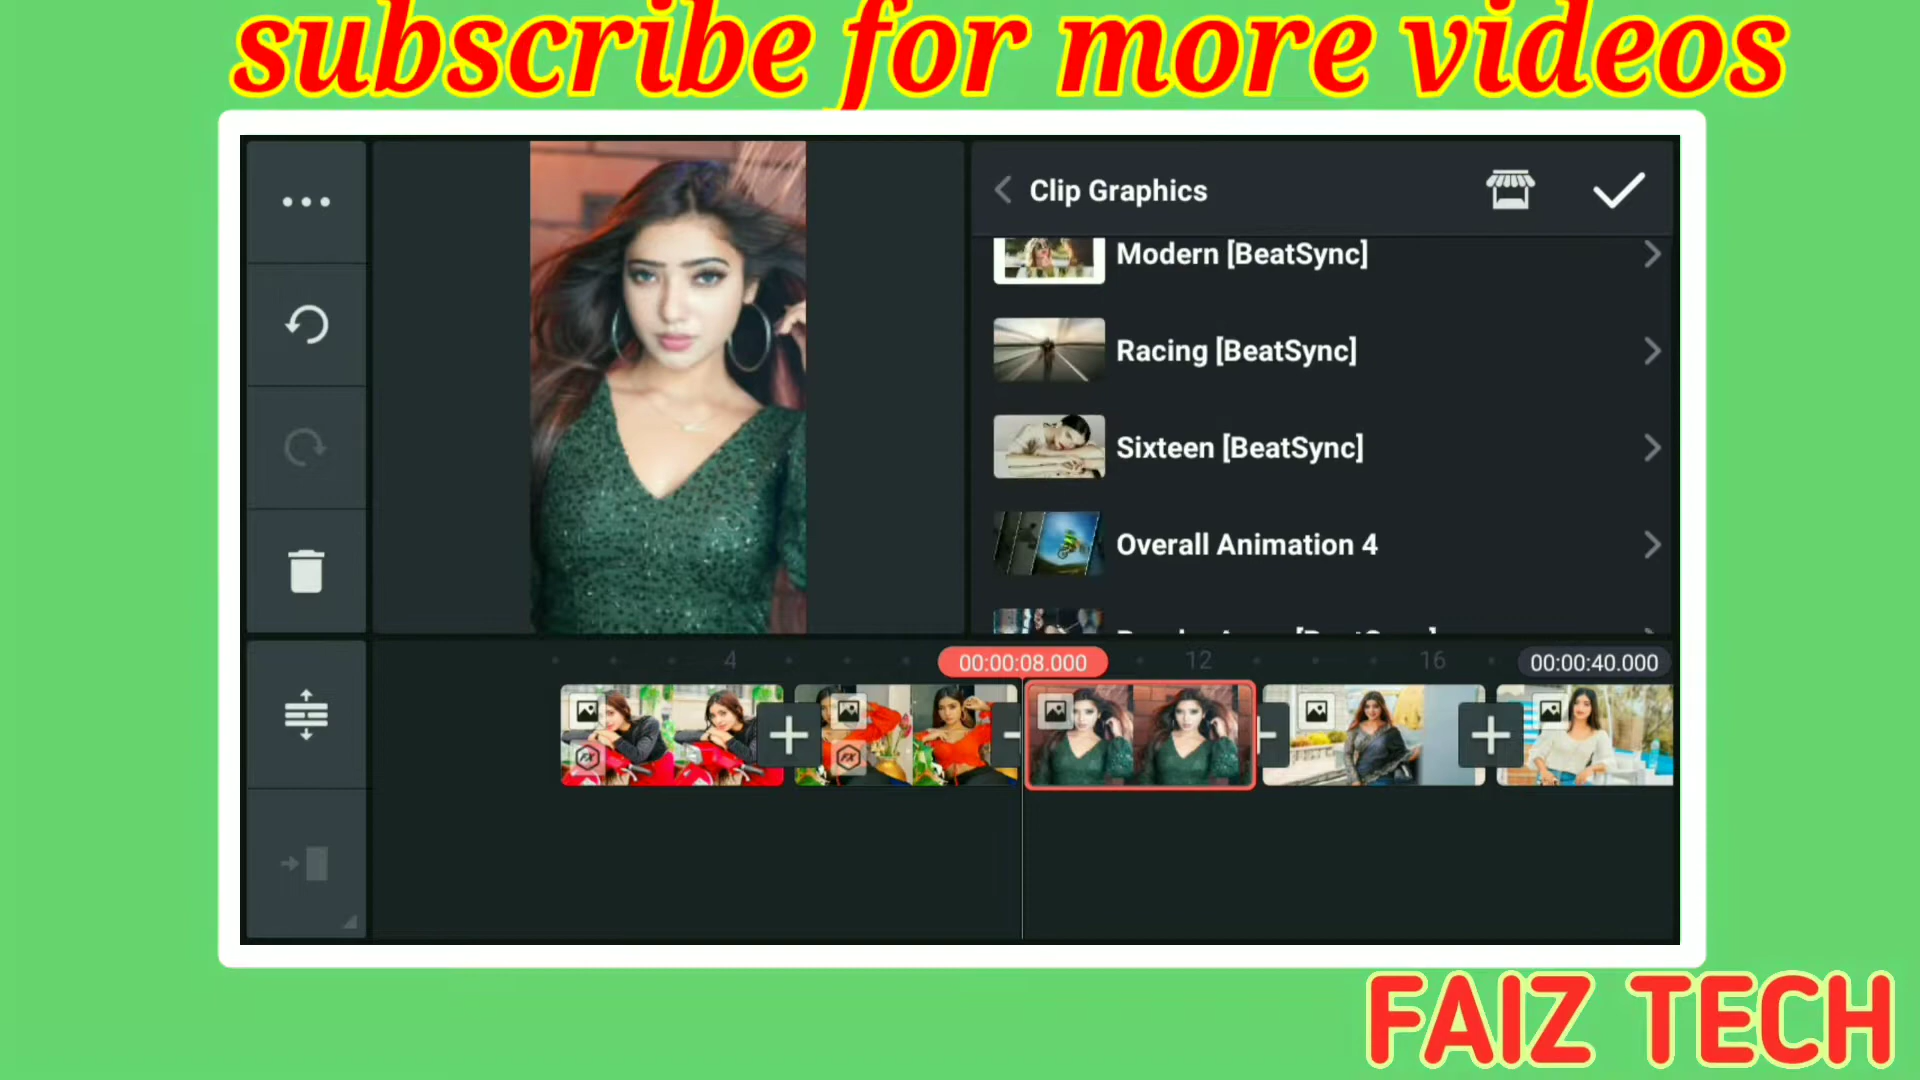 subscribe for more videos
Clip Graphics
Modern [BeatSync]
Racing [BeatSync]
Sixteen [BeatSync]
Overall Animation 4
4
00:00:08.000
12
16
00:00:40.000
FAIZ TECH